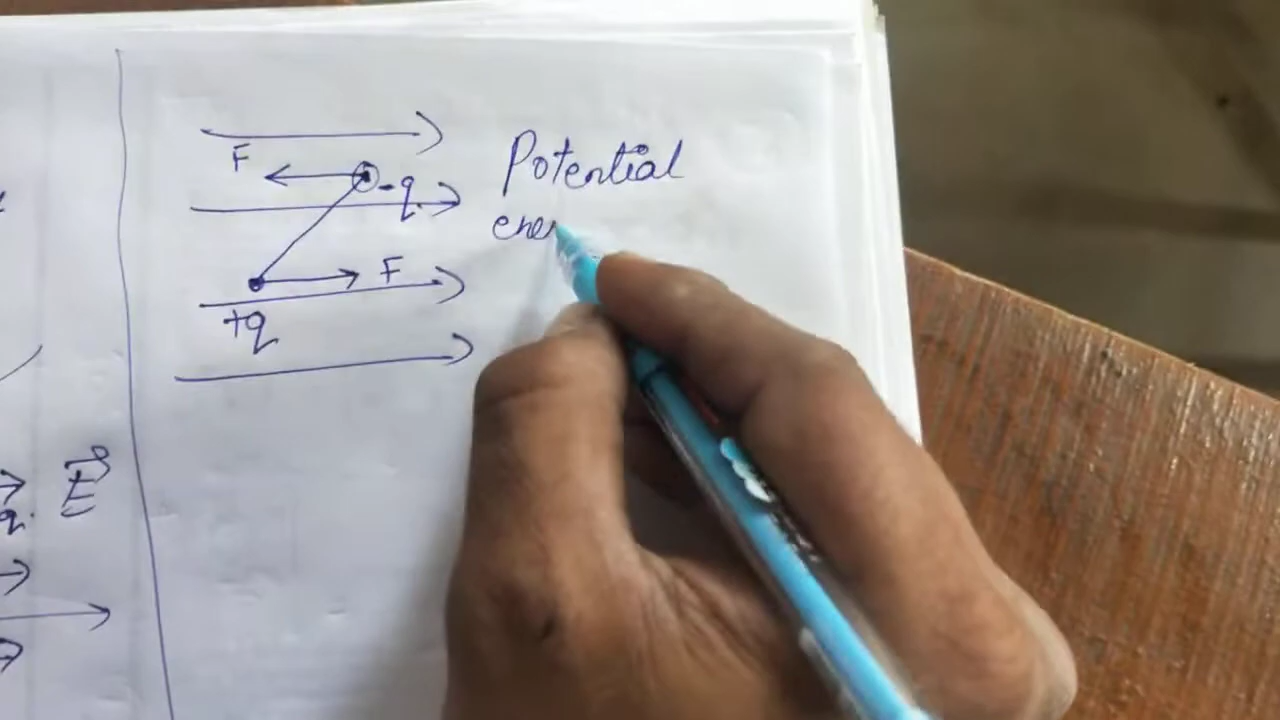 F
-q
Potential
ener
F
+q
E
q.